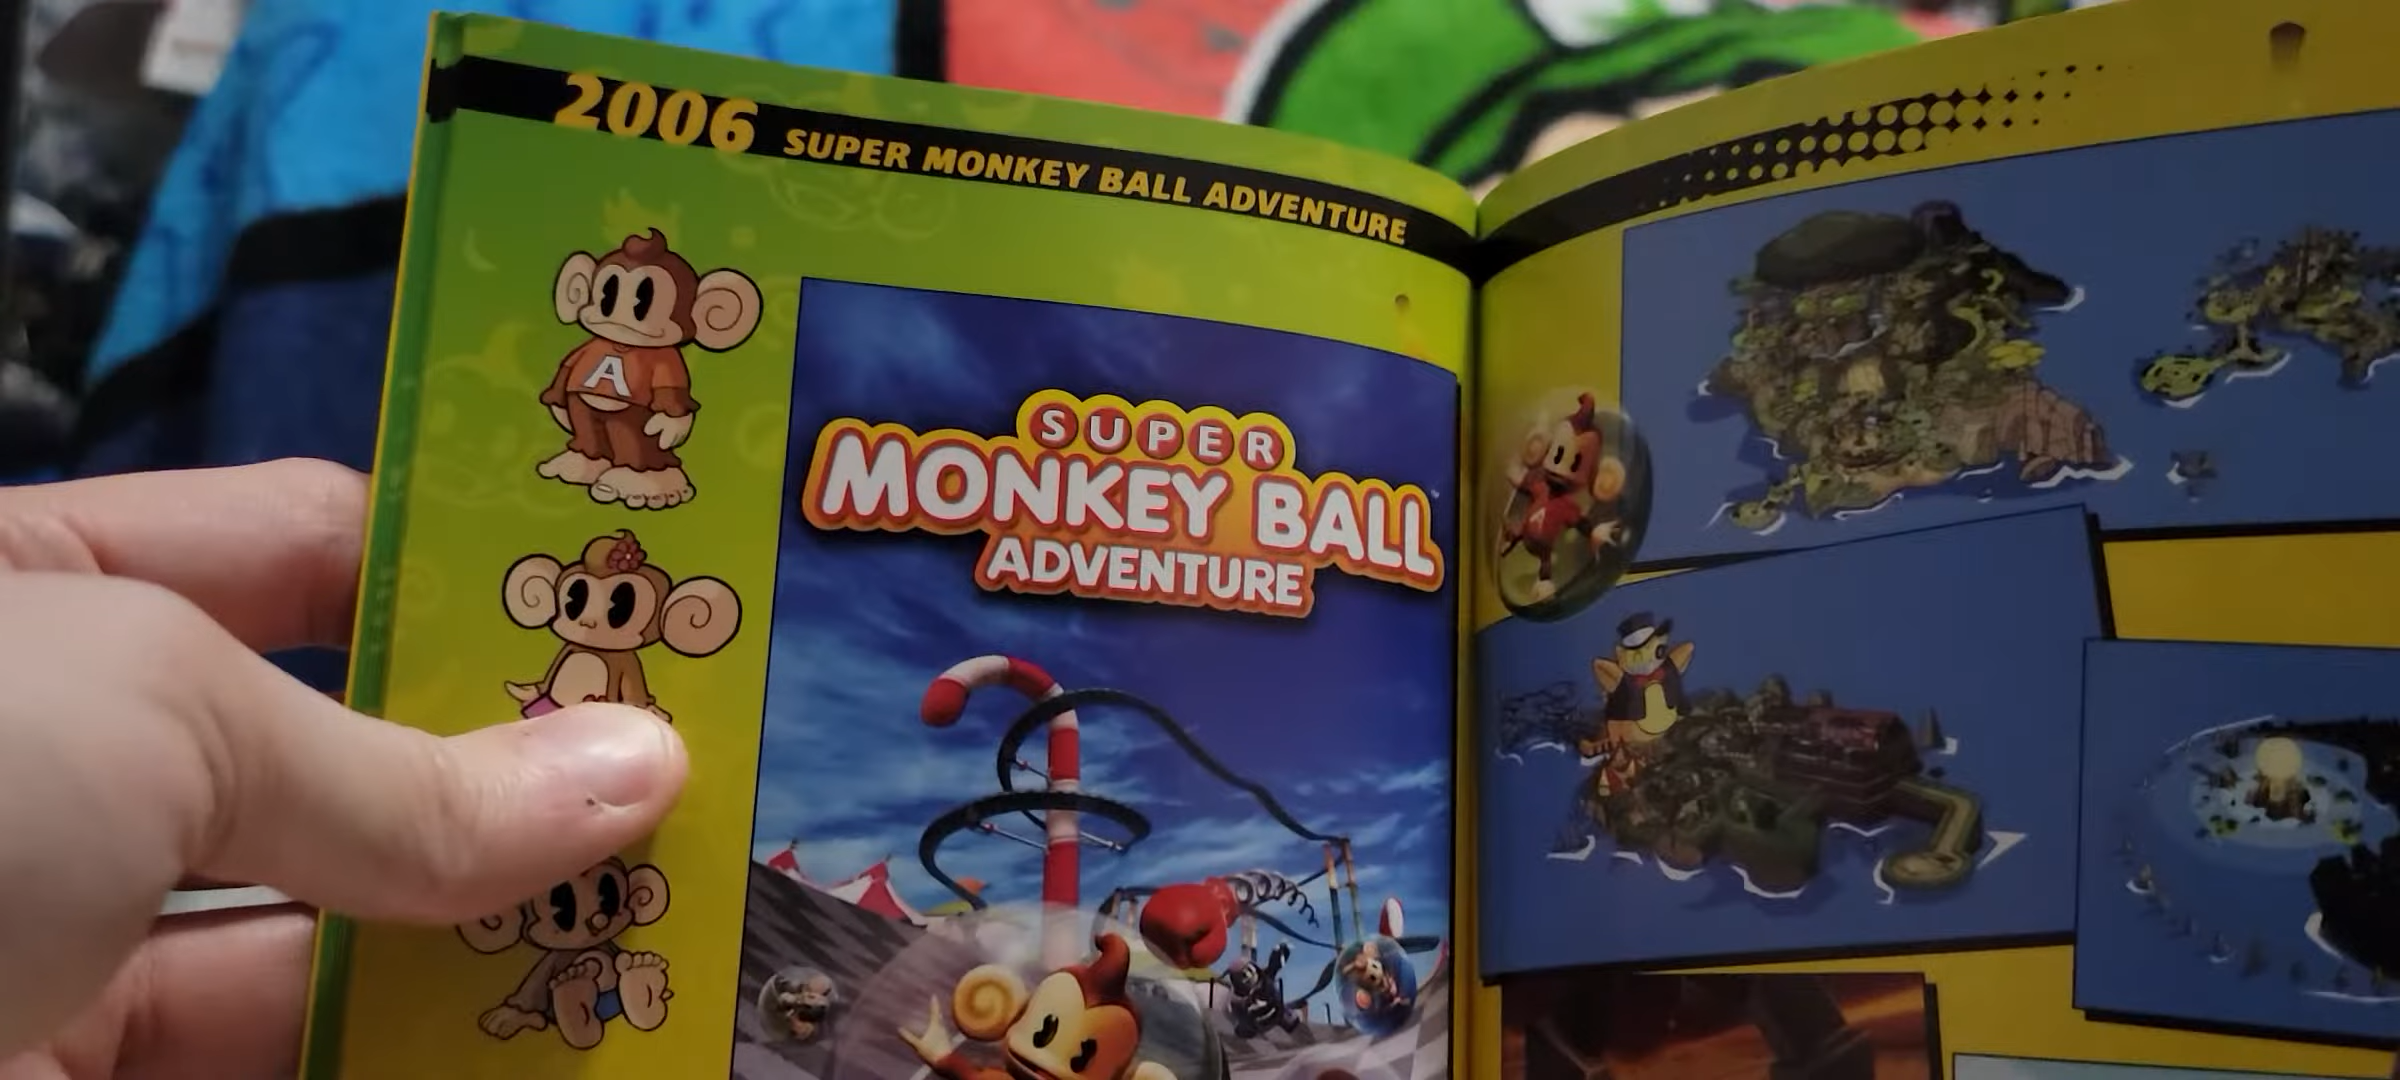 2006 SUPER MONKEY BALL ADVENTURE
A
SUPER
MONKEY BALL
ADVENTURE
A